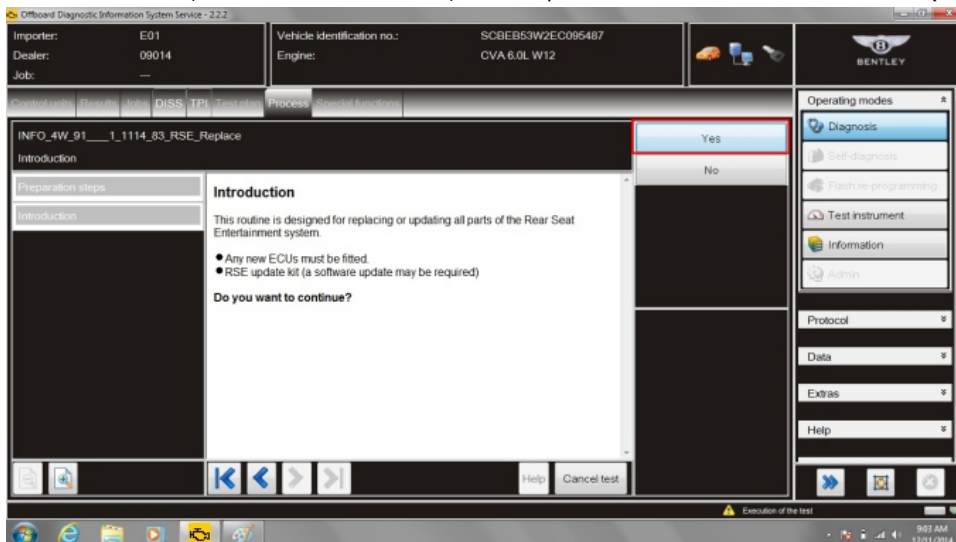 Offboard Diagnostic Information System Service - 2.2.2
Importer: E01
Dealer: 09014
Job: ---
Vehicle identification no.: SCBEB53W2EC095487
Engine: CVA 6.0L W12
BENTLEY
Control units Results Jobs DISS TPI Test plan Process Special functions
INFO_4W_91____1_1114_83_RSE_Replace
Introduction
Preparation steps
Introduction
Introduction
This routine is designed for replacing or updating all parts of the Rear Seat
Entertainment system.
● Any new ECUs must be fitted.
● RSE update kit (a software update may be required)
Do you want to continue?
Yes
No
Help
Cancel test
Operating modes
Diagnosis
Self-diagnosis
Flash re-programming
Test instrument
Information
Admin
Protocol
Data
Extras
Help
Execution of the test
9:03 AM
12/11/2014